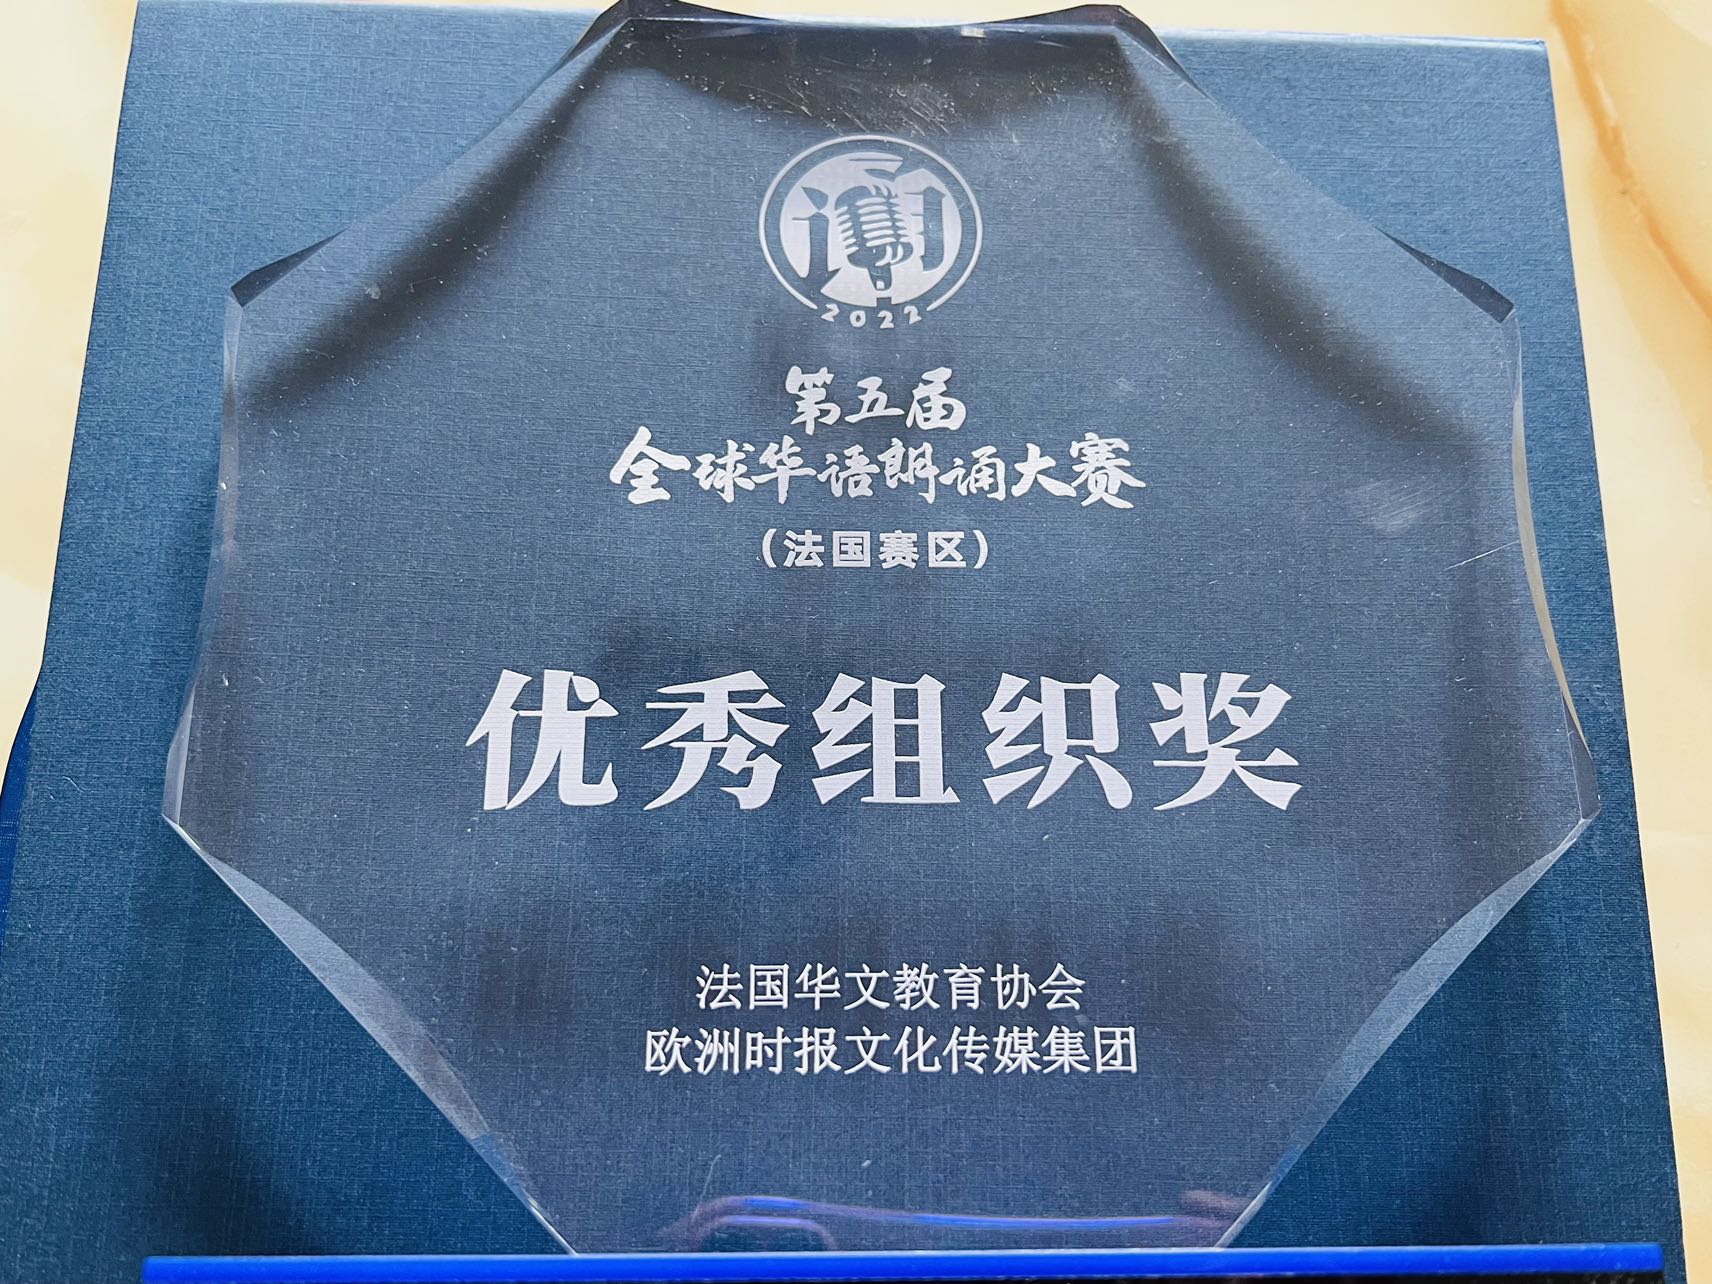 2022
第五届
全球华语朗诵大赛
(法国赛区)
优秀组织奖
法国华文教育协会
欧洲时报文化传媒集团